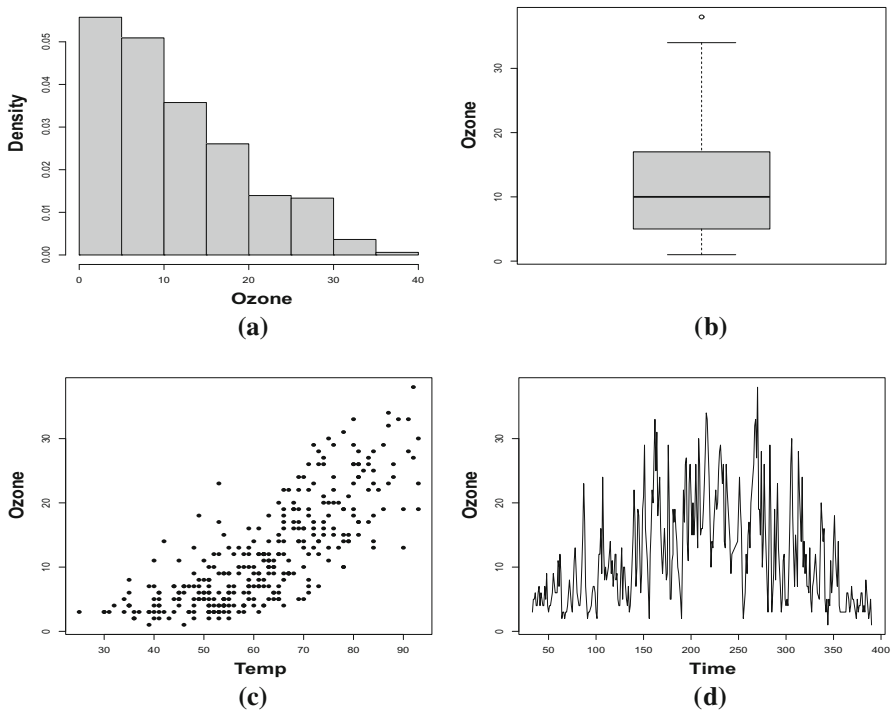 Density
0.00 0.01 0.02 0.03 0.04 0.05
0 10 20 30 40
Ozone
(a)
Ozone
0 10 20 30
(b)
Ozone
0 10 20 30
30 40 50 60 70 80 90
Temp
(c)
Ozone
0 10 20 30
50 100 150 200 250 300 350 400
Time
(d)